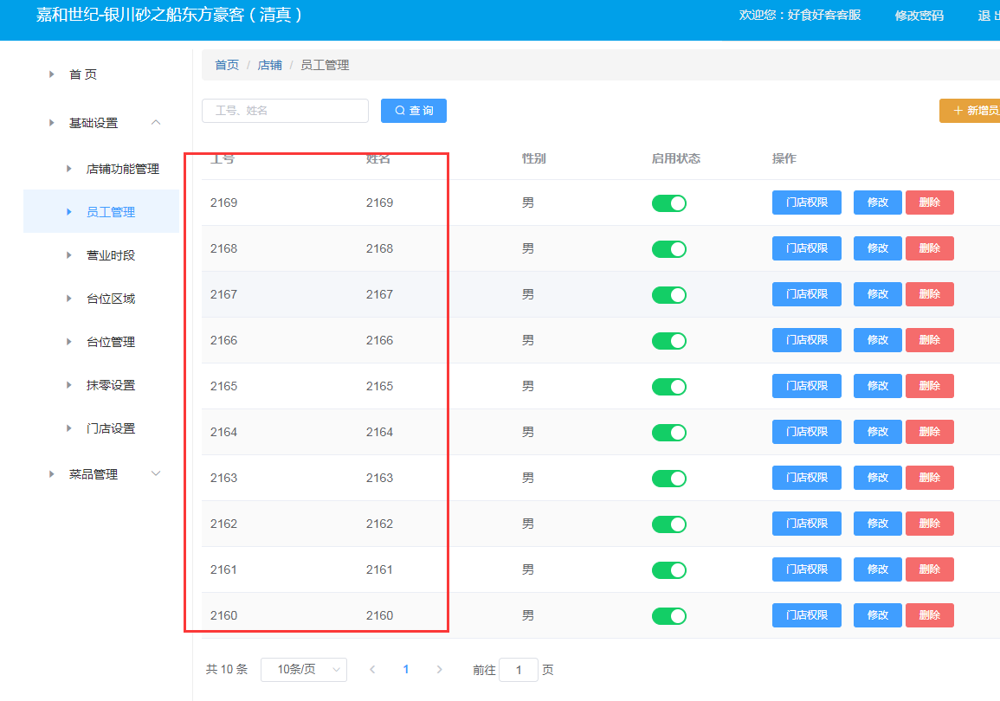 嘉和世纪-银川砂之船东方豪客（清真）
欢迎您：好食好客客服 修改密码 退 出
首 页
基础设置
店铺功能管理
员工管理
营业时段
台位区域
台位管理
抹零设置
门店设置
菜品管理
首页 / 店铺 / 员工管理
工号、姓名 查 询 新增员
工号 姓名 性别 启用状态 操作
2169 2169 男 门店权限 修改 删除
2168 2168 男 门店权限 修改 删除
2167 2167 男 门店权限 修改 删除
2166 2166 男 门店权限 修改 删除
2165 2165 男 门店权限 修改 删除
2164 2164 男 门店权限 修改 删除
2163 2163 男 门店权限 修改 删除
2162 2162 男 门店权限 修改 删除
2161 2161 男 门店权限 修改 删除
2160 2160 男 门店权限 修改 删除
共 10 条 10条/页 1 前往 1 页